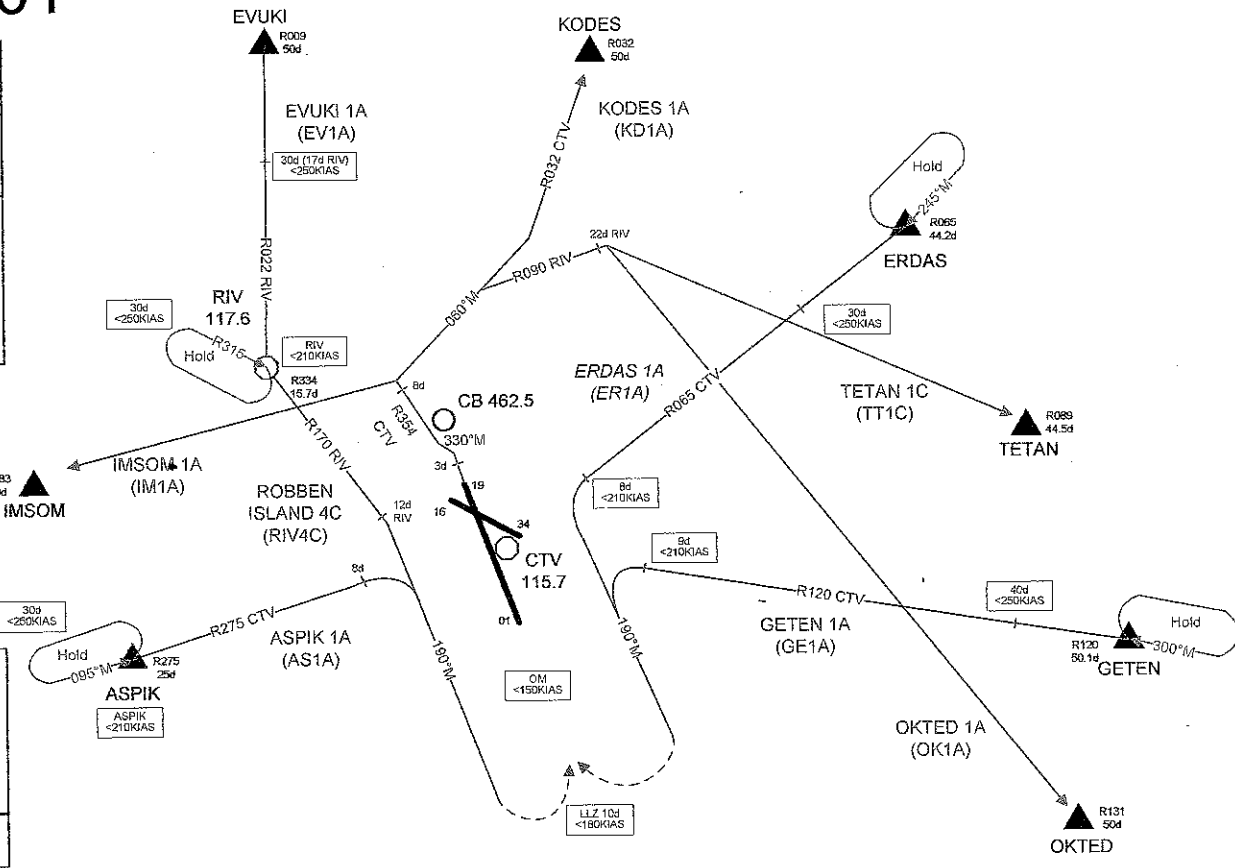 01
EVUKI
R009
50d
KODES
R032
50d
EVUKI 1A
(EV1A)
KODES 1A
(KD1A)
30d (17d RIV)
<250KIAS
R032 CTV
Hold
245°M
R065
44.2d
ERDAS
R022 RIV
22d RIV
R090 RIV
060°M
RIV
117.6
30d
<250KIAS
R315
Hold
RIV
<210KIAS
30d
<250KIAS
R334
15.7d
8d
CB 462.5
R354
CTV
330°M
3d
ERDAS 1A
(ER1A)
R065 CTV
TETAN 1C
(TT1C)
R089
44.5d
TETAN
R170 RIV
IMSOM 1A
(IM1A)
83
IMSOM
ROBBEN
ISLAND 4C
(RIV4C)
12d
RIV
19
16
34
01
CTV
115.7
8d
<210KIAS
9d
<210KIAS
R120 CTV
40d
<250KIAS
GETEN 1A
(GE1A)
Hold
300°M
R120
50.1d
GETEN
8d
30d
<250KIAS
R275 CTV
Hold
095°M
R275
25d
ASPIK
ASPIK
<210KIAS
ASPIK 1A
(AS1A)
190°M
190°M
OM
<150KIAS
OKTED 1A
(OK1A)
LLZ 10d
<180KIAS
R131
50d
OKTED